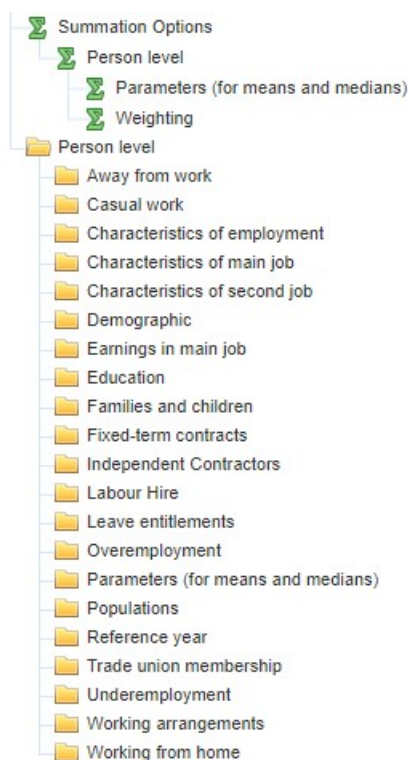 Summation Options
Person level
Parameters (for means and medians)
Weighting
Person level
Away from work
Casual work
Characteristics of employment
Characteristics of main job
Characteristics of second job
Demographic
Earnings in main job
Education
Families and children
Fixed-term contracts
Independent Contractors
Labour Hire
Leave entitlements
Overemployment
Parameters (for means and medians)
Populations
Reference year
Trade union membership
Underemployment
Working arrangements
Working from home